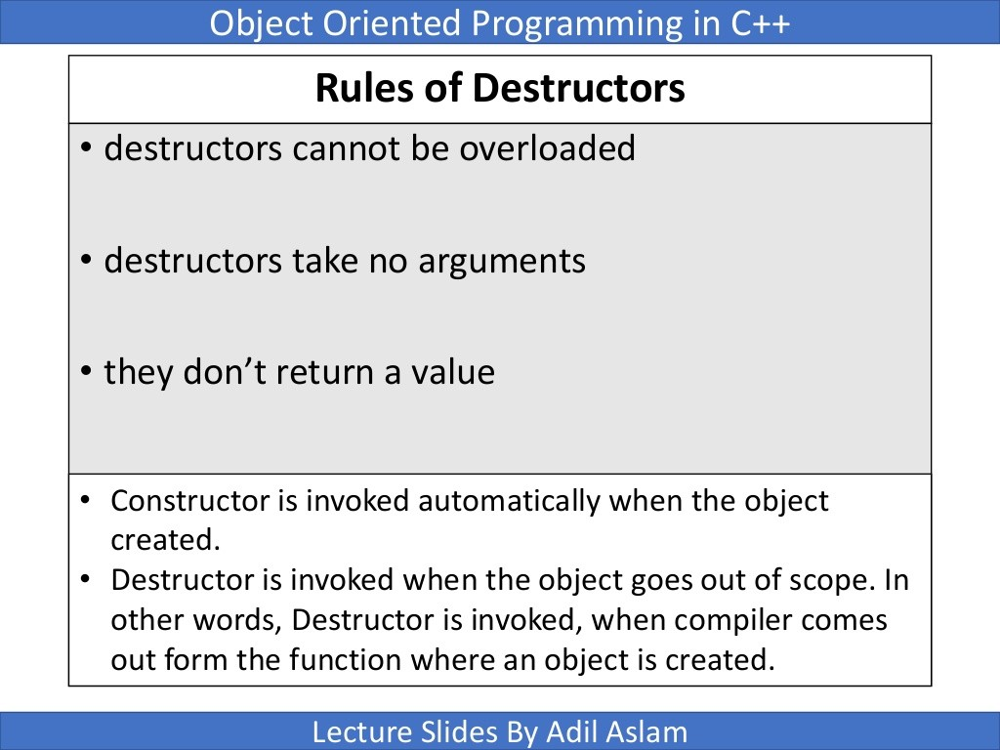 Object Oriented Programming in C++
Rules of Destructors
• destructors cannot be overloaded
• destructors take no arguments
• they don’t return a value
• Constructor is invoked automatically when the object
created.
• Destructor is invoked when the object goes out of scope. In
other words, Destructor is invoked, when compiler comes
out form the function where an object is created.
Lecture Slides By Adil Aslam